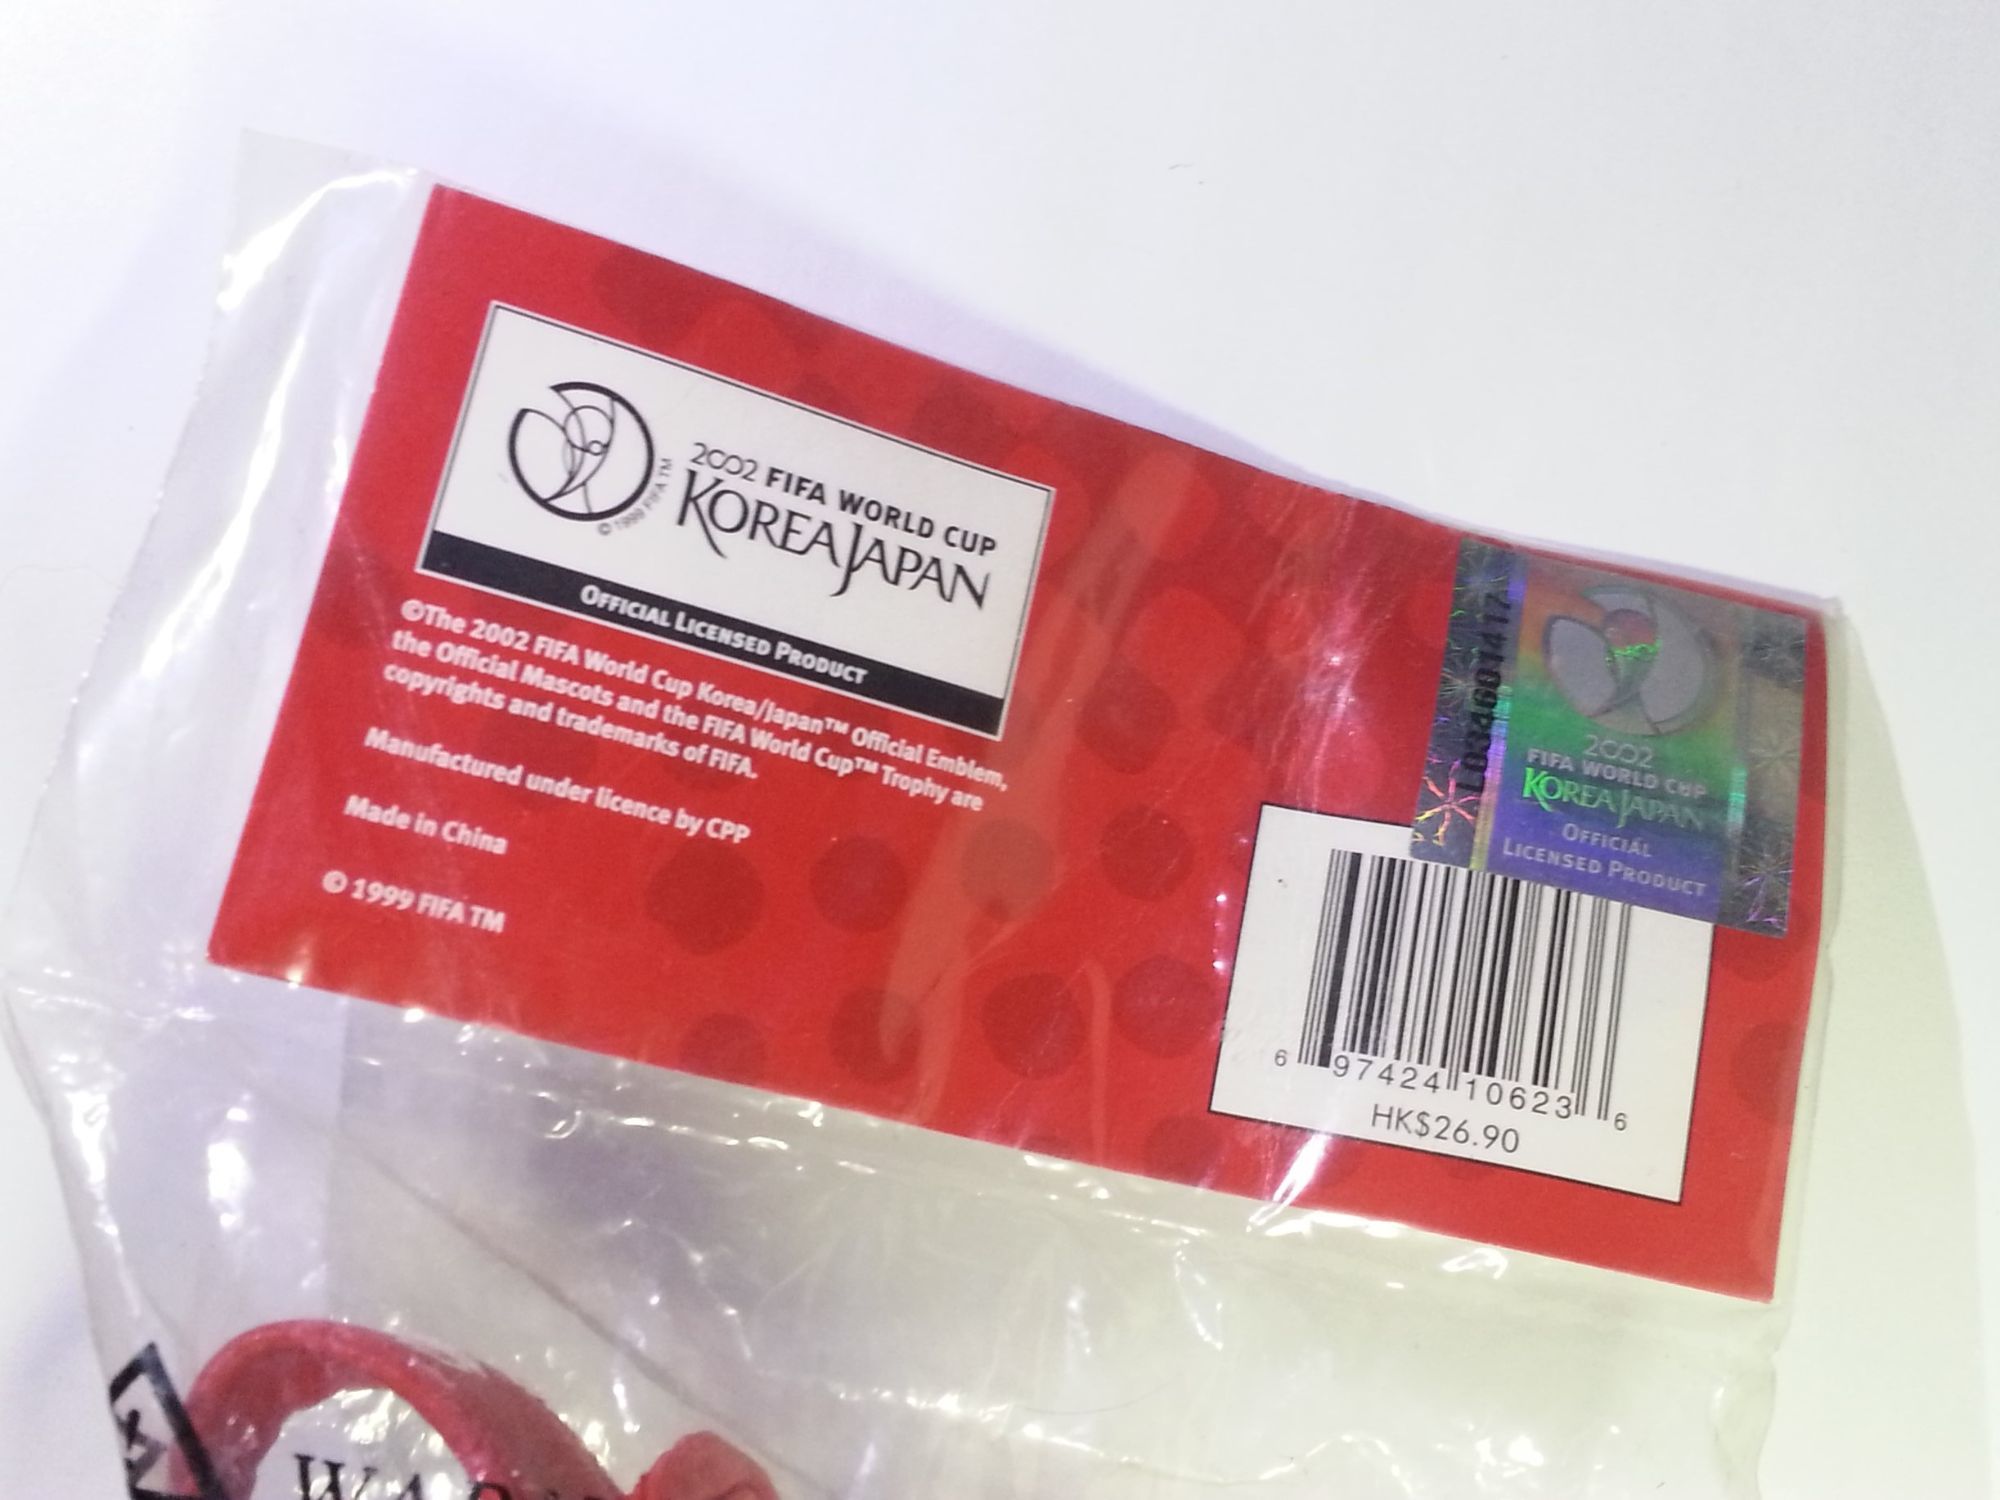 © 1999 FIFA TM
2002 FIFA WORLD CUP
KOREA JAPAN
OFFICIAL LICENSED PRODUCT
©The 2002 FIFA World Cup Korea/Japan™ Official Emblem,
the Official Mascots and the FIFA World Cup™ Trophy are
copyrights and trademarks of FIFA.
Manufactured under licence by CPP
Made in China
© 1999 FIFA TM
2002
FIFA WORLD CUP
KOREA JAPAN
OFFICIAL
LICENSED PRODUCT
6 97424 10623 6
HK$26.90